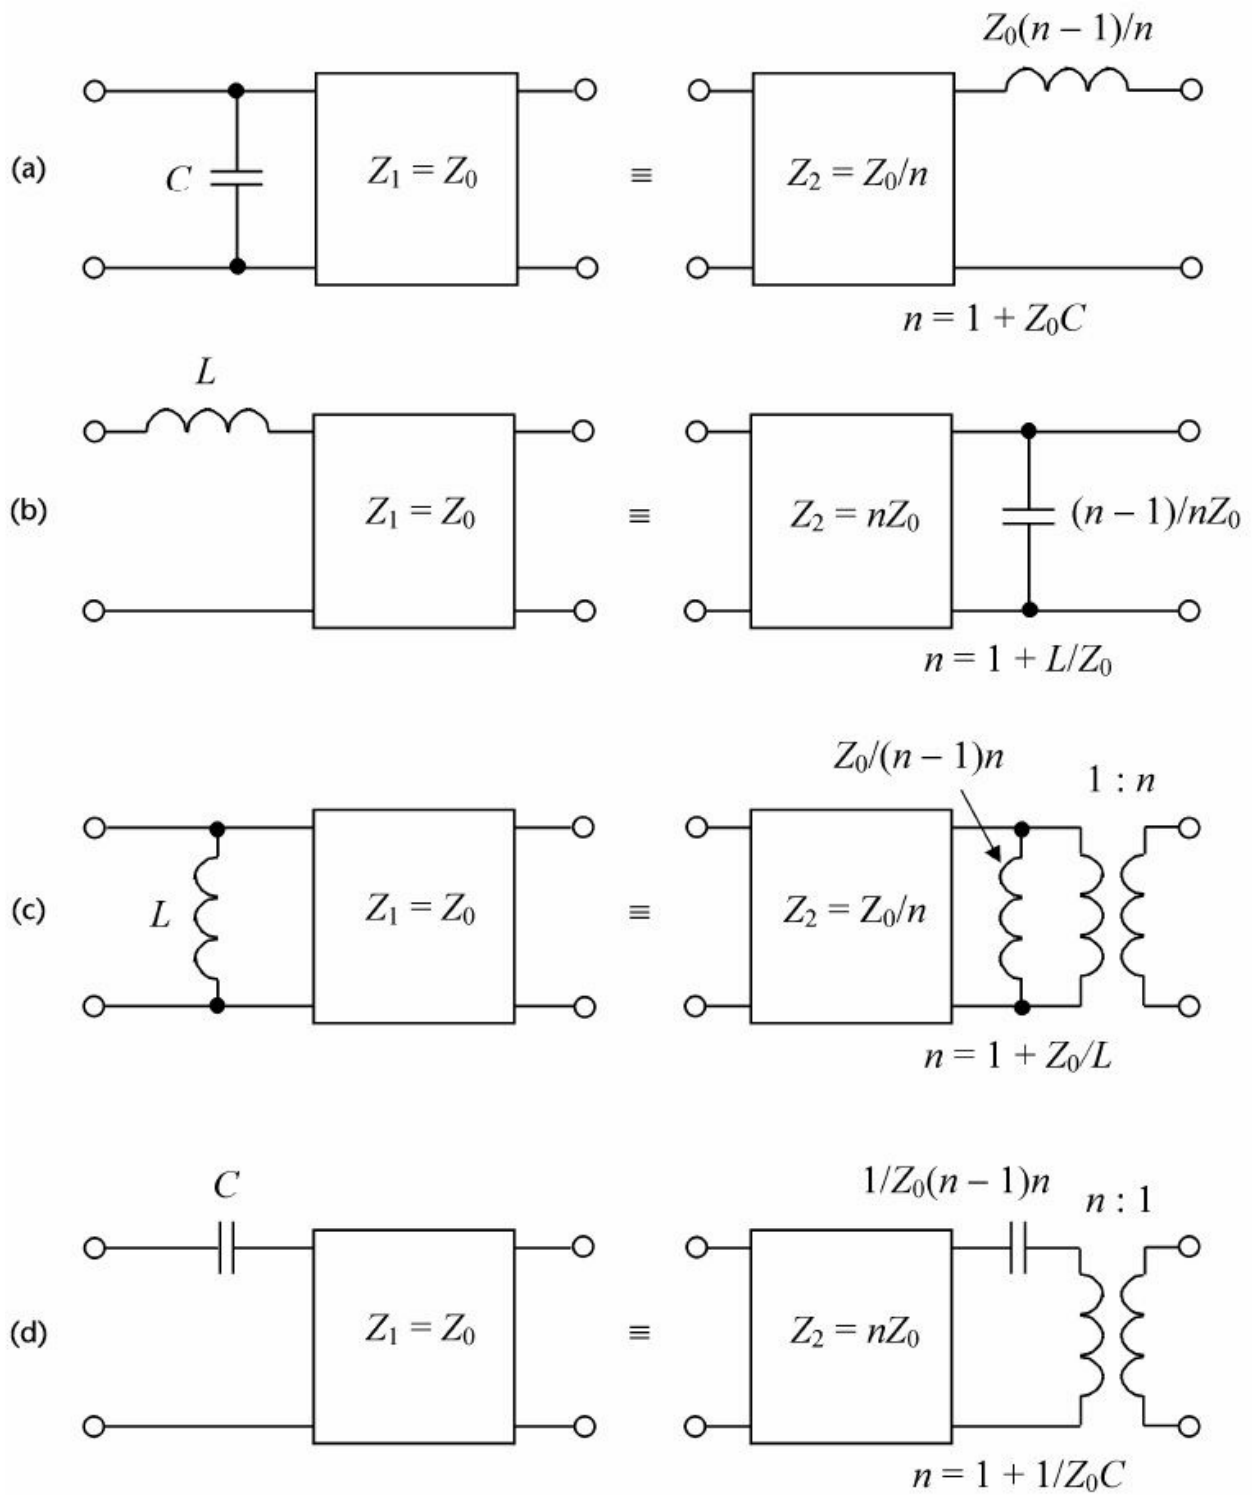 Z₀(n − 1)/n
(a)
C
Z₁ = Z₀
≡
Z₂ = Z₀/n
n = 1 + Z₀C
L
(b)
Z₁ = Z₀
≡
Z₂ = nZ₀
(n − 1)/nZ₀
n = 1 + L/Z₀
Z₀/(n − 1)n
1 : n
(c)
L
Z₁ = Z₀
≡
Z₂ = Z₀/n
n = 1 + Z₀/L
C
1/Z₀(n − 1)n
n : 1
(d)
Z₁ = Z₀
≡
Z₂ = nZ₀
n = 1 + 1/Z₀C